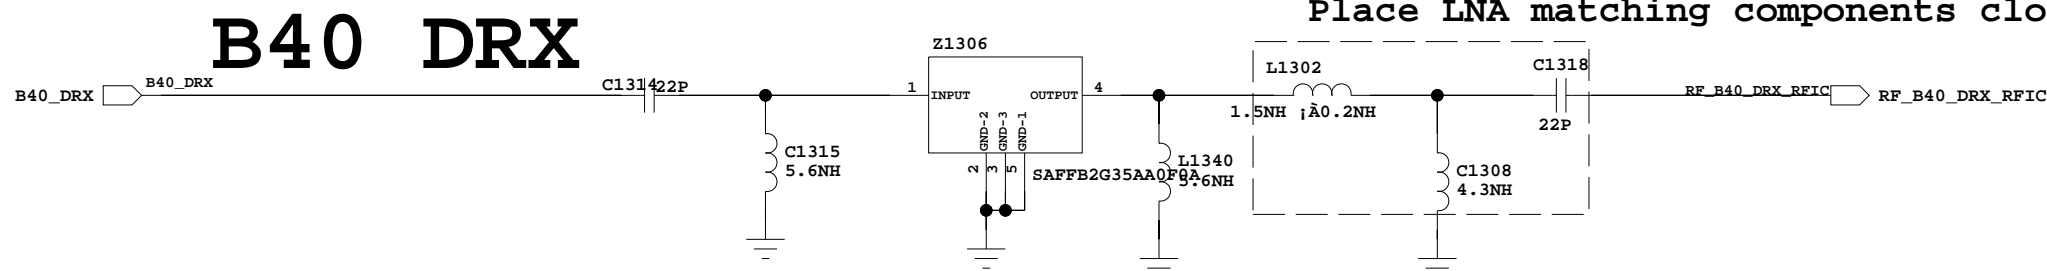 Place LNA matching components clo
B40 DRX
Z1306
B40_DRX
B40_DRX
C1314 22P
1
INPUT
OUTPUT
4
GND-2
GND-3
GND-1
2
3
5
SAFFB2G35AA0F0A
C1315
5.6NH
L1340
5.6NH
L1302
1.5NH ¡À0.2NH
C1318
22P
C1308
4.3NH
RF_B40_DRX_RFIC
RF_B40_DRX_RFIC